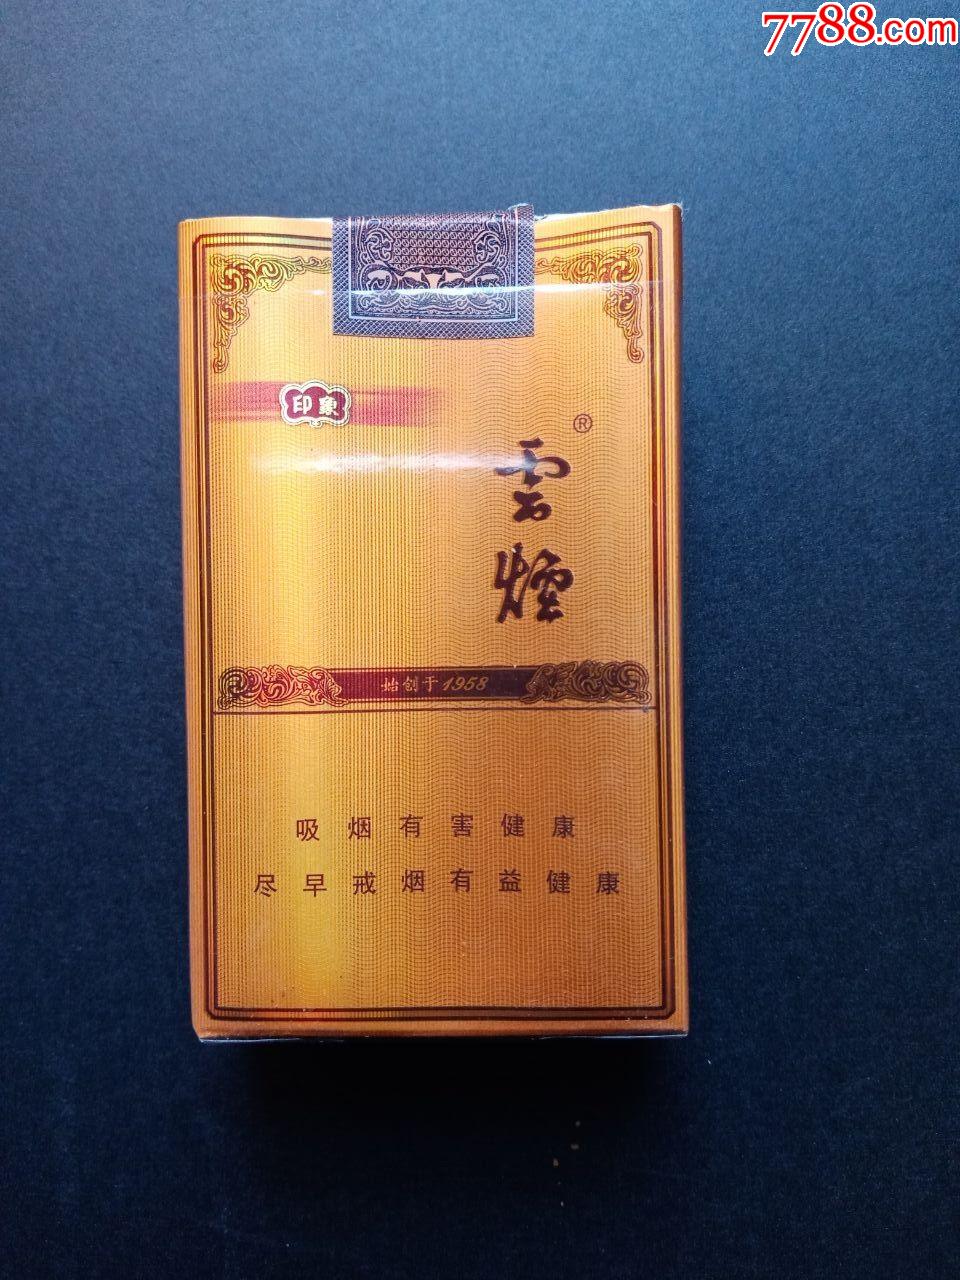 7788.com
印象
®
雲煙
始创于1958
吸烟有害健康
尽早戒烟有益健康